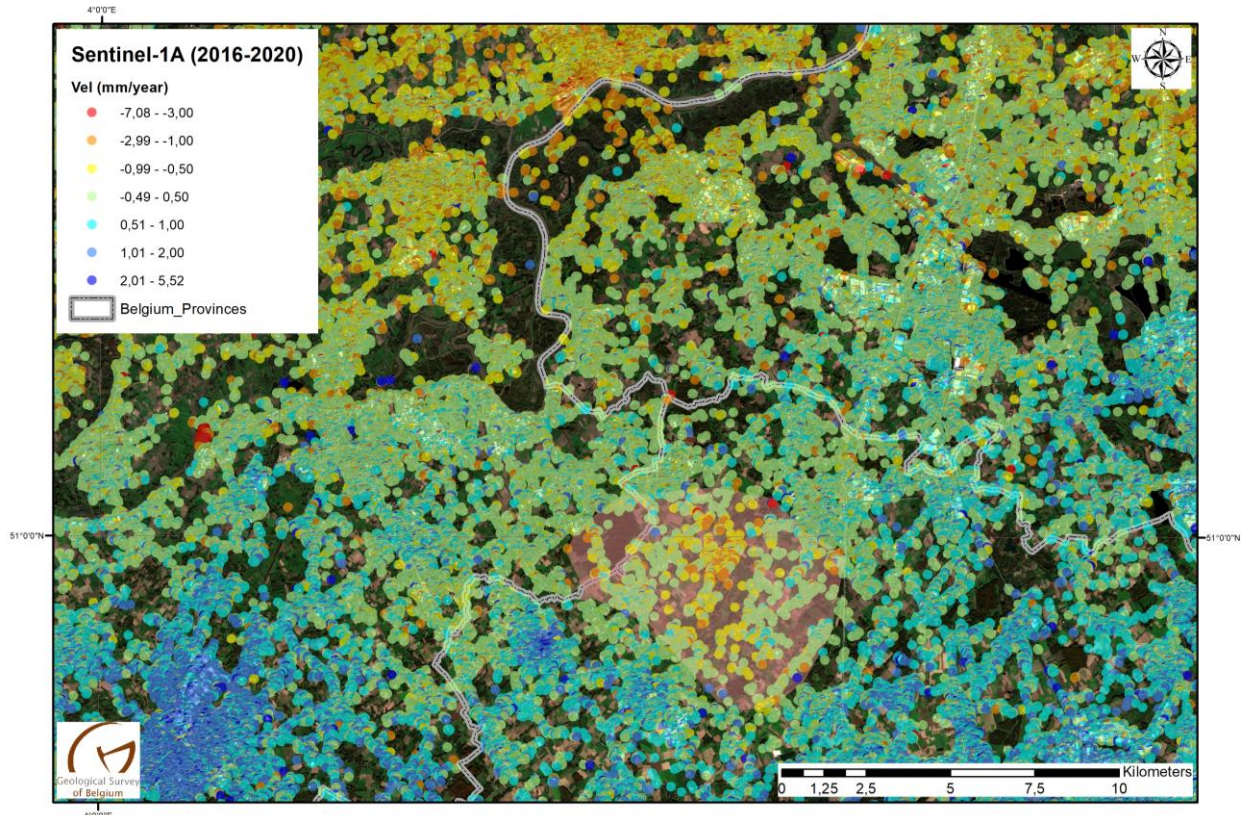 4°0'0"E
Sentinel-1A (2016-2020)
Vel (mm/year)
-7,08 - -3,00
-2,99 - -1,00
-0,99 - -0,50
-0,49 - 0,50
0,51 - 1,00
1,01 - 2,00
2,01 - 5,52
Belgium_Provinces
N
W E
S
51°0'0"N 51°0'0"N
Geological Survey
of Belgium
Kilometers
0 1,25 2,5 5 7,5 10